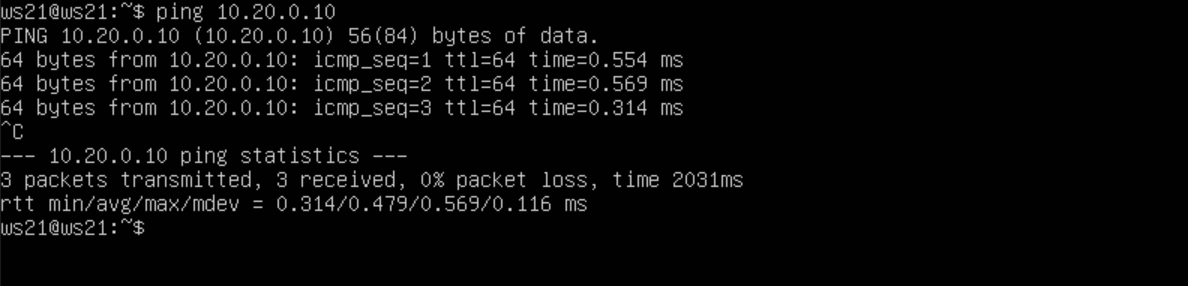 ws21@ws21:~$ ping 10.20.0.10
PING 10.20.0.10 (10.20.0.10) 56(84) bytes of data.
64 bytes from 10.20.0.10: icmp_seq=1 ttl=64 time=0.554 ms
64 bytes from 10.20.0.10: icmp_seq=2 ttl=64 time=0.569 ms
64 bytes from 10.20.0.10: icmp_seq=3 ttl=64 time=0.314 ms
^C
--- 10.20.0.10 ping statistics ---
3 packets transmitted, 3 received, 0% packet loss, time 2031ms
rtt min/avg/max/mdev = 0.314/0.479/0.569/0.116 ms
ws21@ws21:~$